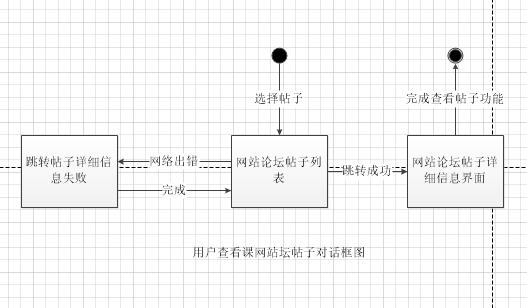 选择帖子
完成查看帖子功能
跳转帖子详细信
息失败
网络出错
完成
网站论坛帖子列
表
跳转成功
网站论坛帖子详
细信息界面
用户查看课网站坛帖子对话框图